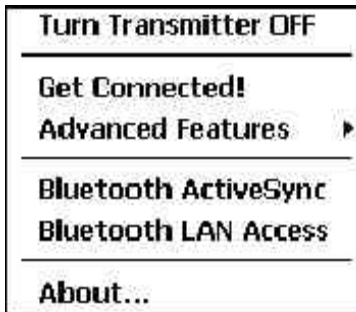 Turn Transmitter OFF
Get Connected!
Advanced Features
Bluetooth ActiveSync
Bluetooth LAN Access
About...